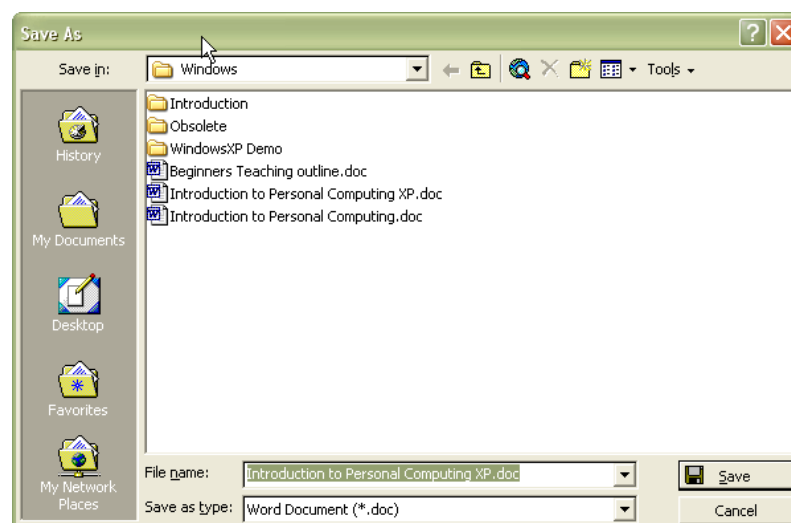 Save As
Save in: Windows Tools
Introduction
Obsolete
WindowsXP Demo
Beginners Teaching outline.doc
Introduction to Personal Computing XP.doc
Introduction to Personal Computing.doc
History
My Documents
Desktop
Favorites
My Network
Places
File name: Introduction to Personal Computing XP.doc Save
Save as type: Word Document (*.doc) Cancel